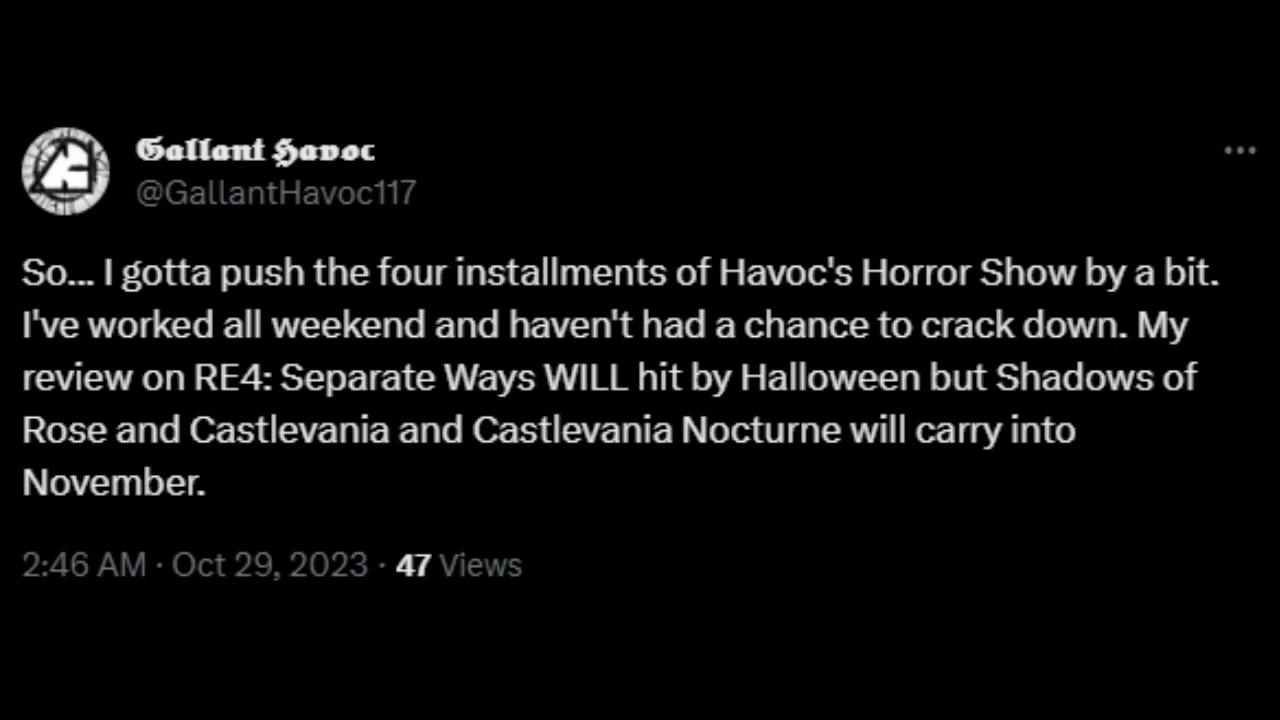 Gallant Havoc
@GallantHavoc117
So... I gotta push the four installments of Havoc's Horror Show by a bit.
I've worked all weekend and haven't had a chance to crack down. My
review on RE4: Separate Ways WILL hit by Halloween but Shadows of
Rose and Castlevania and Castlevania Nocturne will carry into
November.
2:46 AM · Oct 29, 2023 · 47 Views